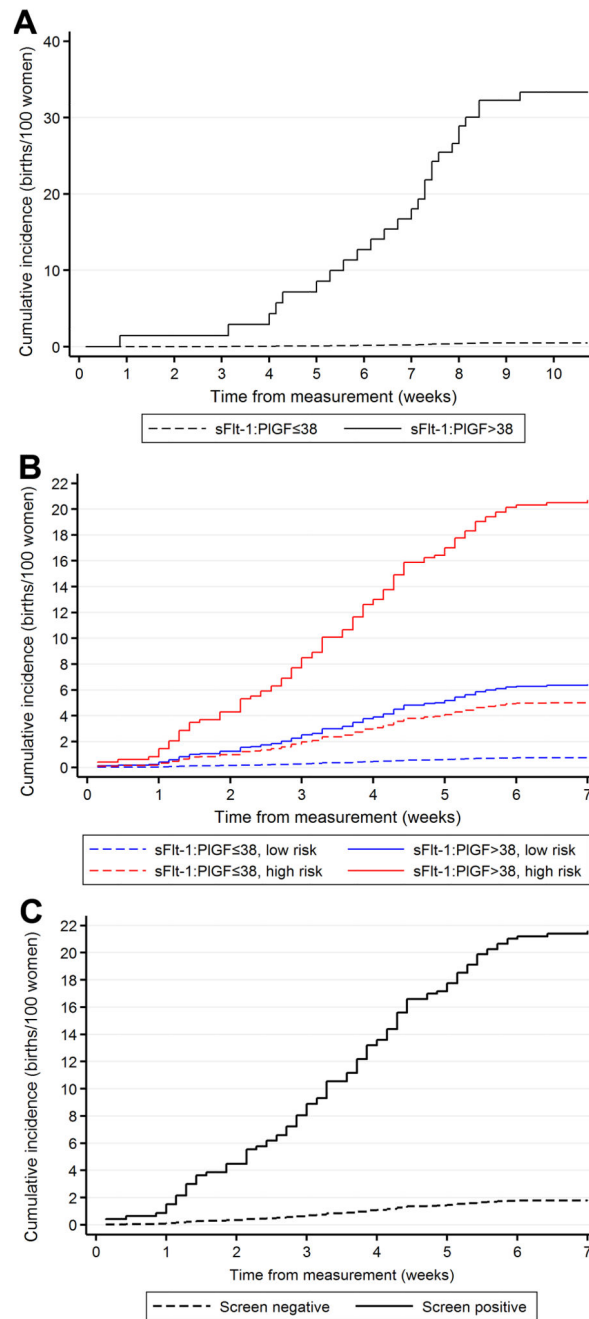 A
Cumulative incidence (births/100 women)
40
30
20
10
0
0 1 2 3 4 5 6 7 8 9 10
Time from measurement (weeks)
sFlt-1:PlGF≤38 sFlt-1:PlGF>38
B
Cumulative incidence (births/100 women)
22
20
18
16
14
12
10
8
6
4
2
0
0 1 2 3 4 5 6 7
Time from measurement (weeks)
sFlt-1:PlGF≤38, low risk sFlt-1:PlGF>38, low risk
sFlt-1:PlGF≤38, high risk sFlt-1:PlGF>38, high risk
C
Cumulative incidence (births/100 women)
22
20
18
16
14
12
10
8
6
4
2
0
0 1 2 3 4 5 6 7
Time from measurement (weeks)
Screen negative Screen positive